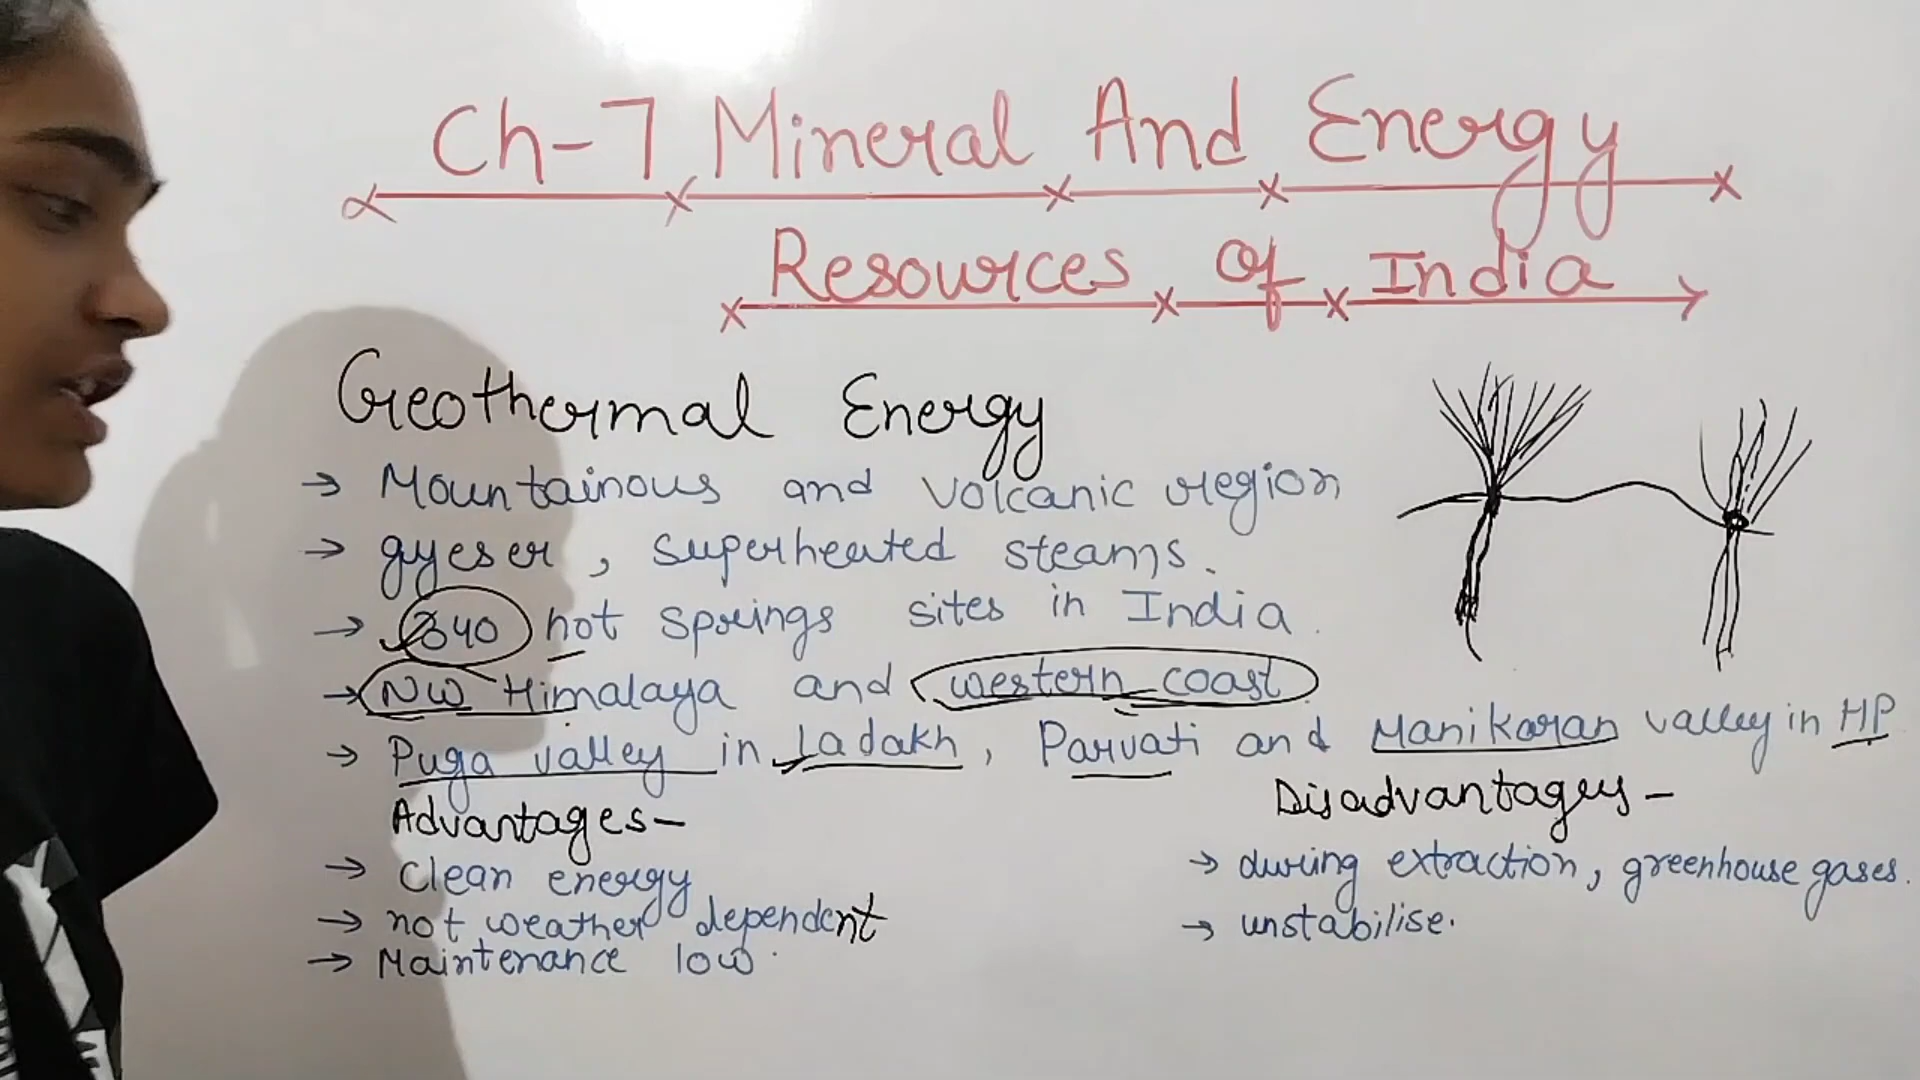 Ch-7 Mineral And Energy
Resources Of India
Geothermal Energy
→ Mountainous and volcanic region
→ gyeser, superheated steams.
→ 340 hot springs sites in India.
→ NW Himalaya and western coast
→ Puga valley in Ladakh, Parvati and Manikaran valley in HP
Advantages-
→ clean energy
→ not weather dependent
→ Maintenance low.
Disadvantages-
→ during extraction, greenhouse gases.
→ unstabilise.